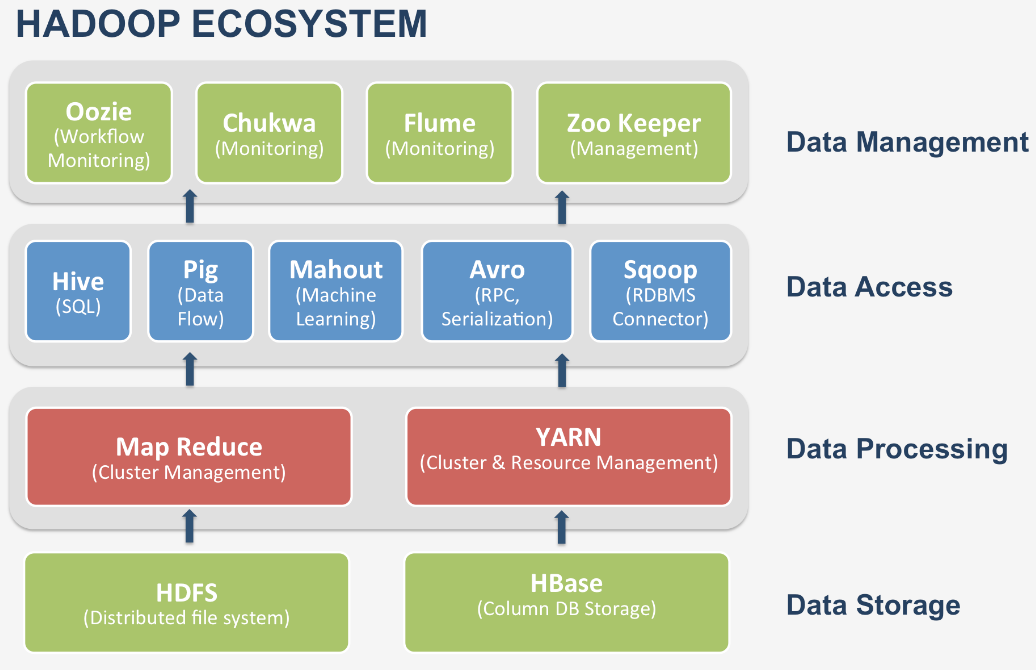 HADOOP ECOSYSTEM
Oozie
(Workflow
Monitoring)
Chukwa
(Monitoring)
Flume
(Monitoring)
Zoo Keeper
(Management)
Data Management
Hive
(SQL)
Pig
(Data
Flow)
Mahout
(Machine
Learning)
Avro
(RPC,
Serialization)
Sqoop
(RDBMS
Connector)
Data Access
Map Reduce
(Cluster Management)
YARN
(Cluster & Resource Management)
Data Processing
HDFS
(Distributed file system)
HBase
(Column DB Storage)
Data Storage